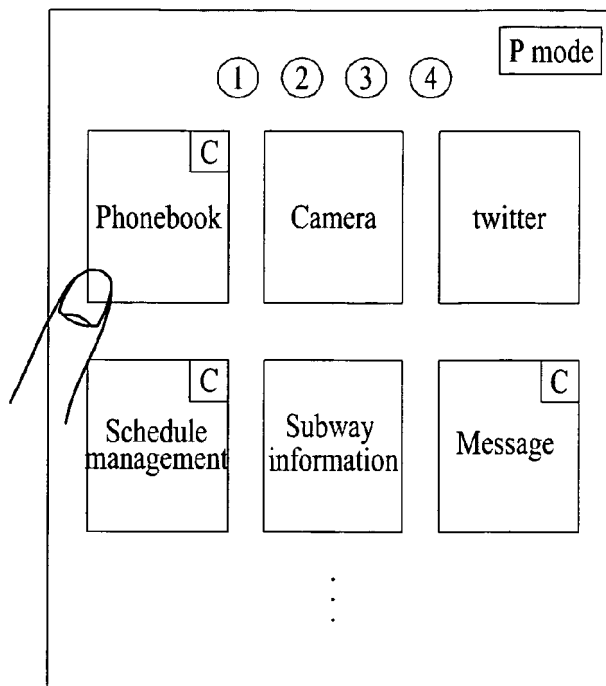 P mode
1 2 3 4
C
Phonebook
Camera
twitter
C
Schedule
management
Subway
information
C
Message